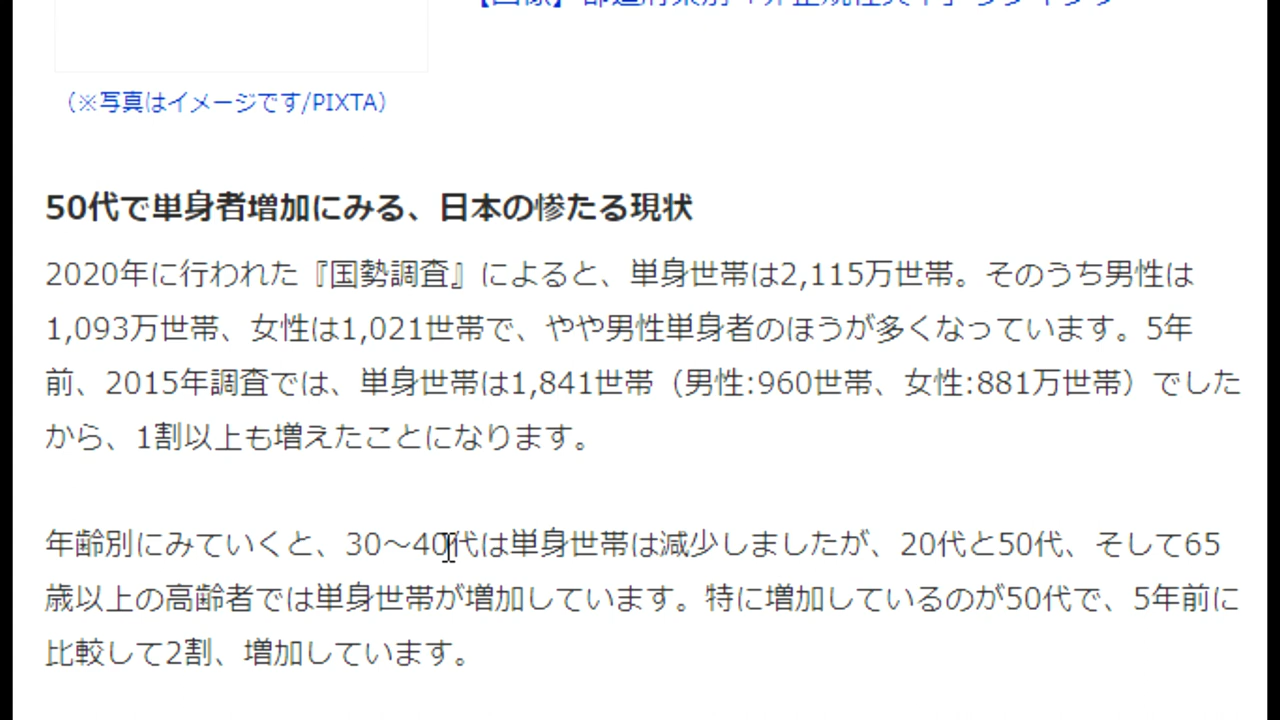 （※写真はイメージです/PIXTA）
50代で単身者増加にみる、日本の惨たる現状
2020年に行われた『国勢調査』によると、単身世帯は2,115万世帯。そのうち男性は
1,093万世帯、女性は1,021世帯で、やや男性単身者のほうが多くなっています。5年
前、2015年調査では、単身世帯は1,841世帯（男性:960世帯、女性:881万世帯）でした
から、1割以上も増えたことになります。
年齢別にみていくと、30～40代は単身世帯は減少しましたが、20代と50代、そして65
歳以上の高齢者では単身世帯が増加しています。特に増加しているのが50代で、5年前に
比較して2割、増加しています。